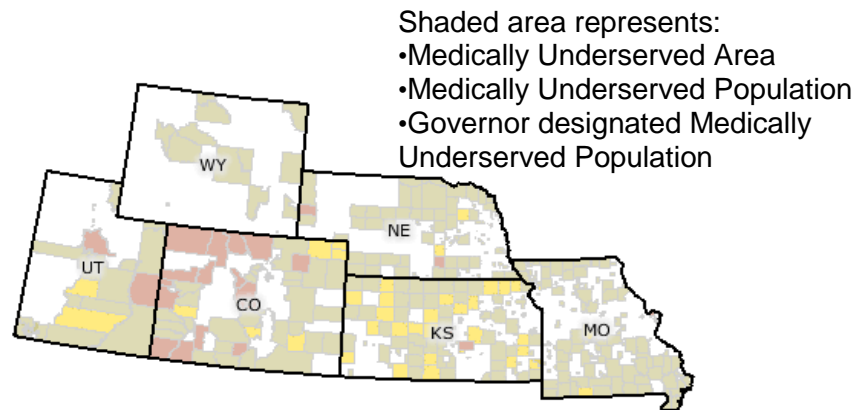 Shaded area represents:
•Medically Underserved Area
•Medically Underserved Population
•Governor designated Medically
Underserved Population
WY
NE
UT
CO
KS
MO